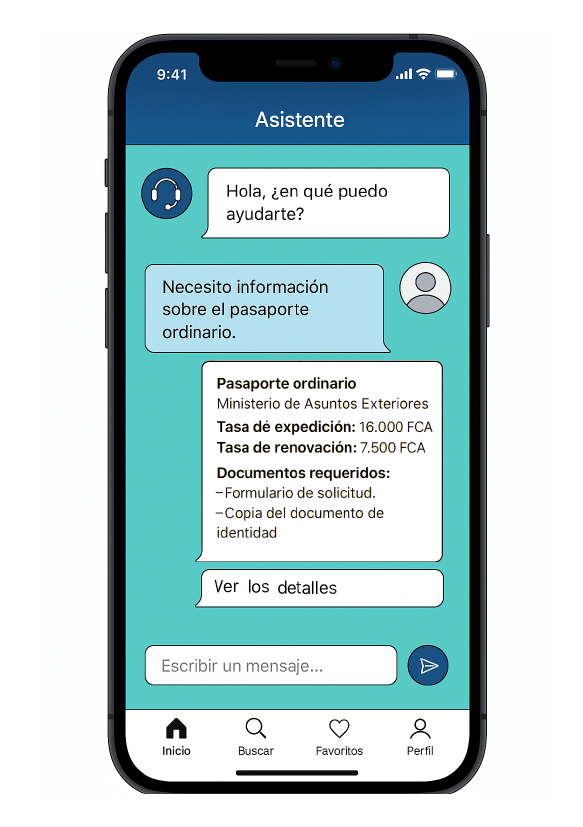 9:41
Asistente
Hola, ¿en qué puedo
ayudarte?
Necesito información
sobre el pasaporte
ordinario.
Pasaporte ordinario
Ministerio de Asuntos Exteriores
Tasa dé expedición: 16.000 FCA
Tasa de renovación: 7.500 FCA
Documentos requeridos:
–Formulario de solicitud.
–Copia del documento de
identidad
Ver los detalles
Escribir un mensaje...
Inicio Buscar Favoritos Perfil